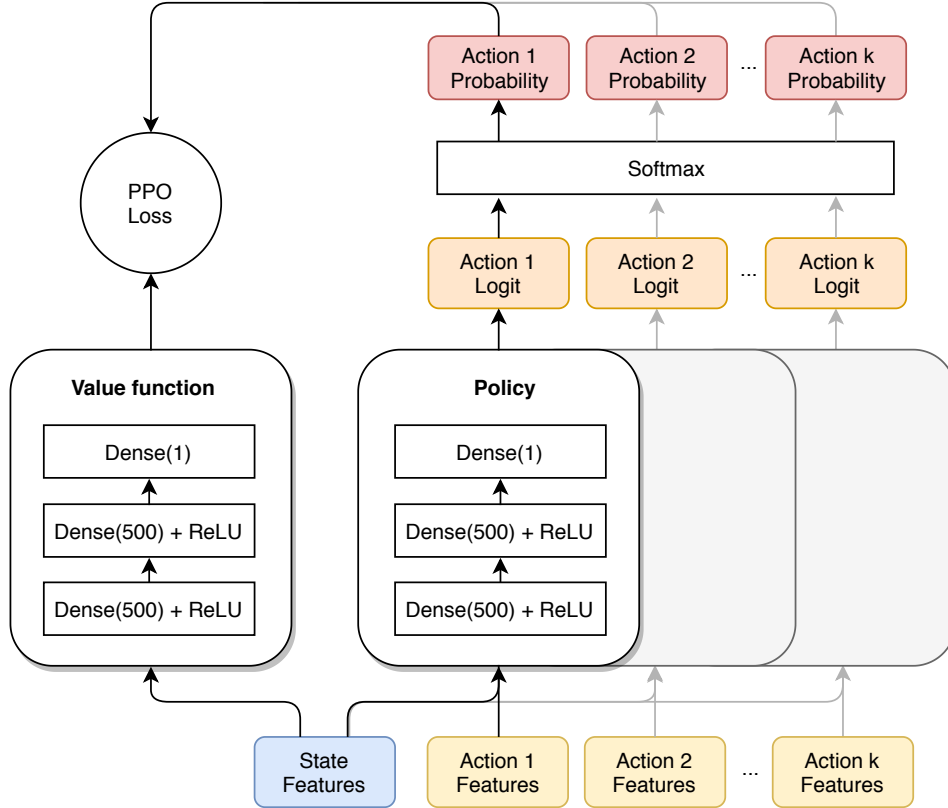 Action 1
Probability
Action 2
Probability
...
Action k
Probability
Softmax
PPO
Loss
Action 1
Logit
Action 2
Logit
...
Action k
Logit
Value function
Dense(1)
Dense(500) + ReLU
Dense(500) + ReLU
Policy
Dense(1)
Dense(500) + ReLU
Dense(500) + ReLU
State
Features
Action 1
Features
Action 2
Features
...
Action k
Features